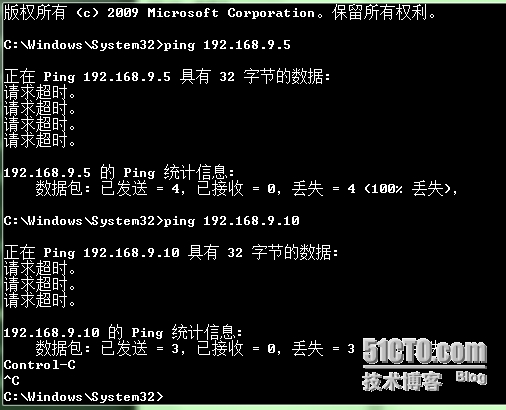 版权所有 (c) 2009 Microsoft Corporation。保留所有权利。
C:\Windows\System32>ping 192.168.9.5
正在 Ping 192.168.9.5 具有 32 字节的数据:
请求超时。
请求超时。
请求超时。
请求超时。
192.168.9.5 的 Ping 统计信息:
数据包: 已发送 = 4，已接收 = 0，丢失 = 4 (100% 丢失)，
C:\Windows\System32>ping 192.168.9.10
正在 Ping 192.168.9.10 具有 32 字节的数据:
请求超时。
请求超时。
请求超时。
192.168.9.10 的 Ping 统计信息:
数据包: 已发送 = 3，已接收 = 0，丢失 = 3
51CTO.com
Control-C
技术博客 Blog
^C
C:\Windows\System32>